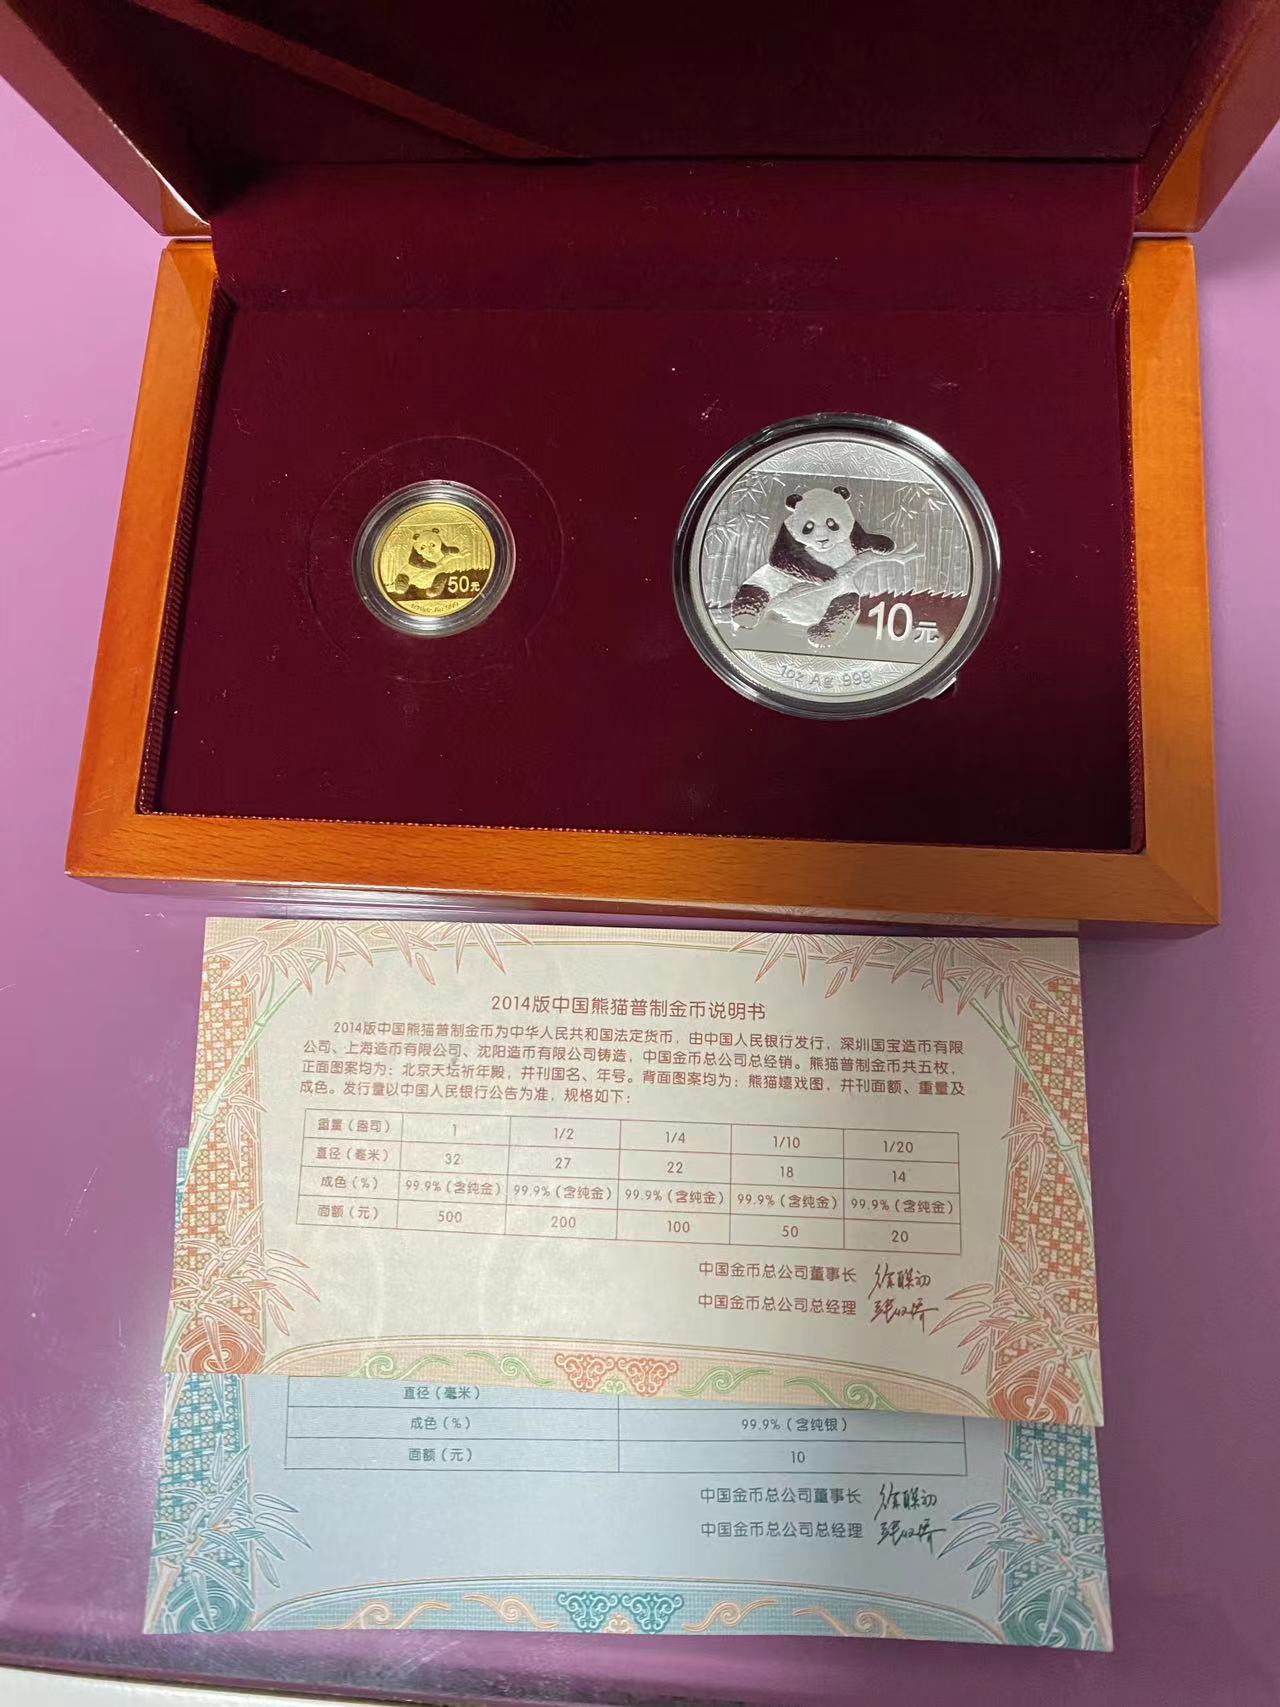 50元
1/10oz Au 999
10元
1oz Ag 999
2014版中国熊猫普制金币说明书
2014版中国熊猫普制金币为中华人民共和国法定货币，由中国人民银行发行，深圳国宝造币有限
公司、上海造币有限公司、沈阳造币有限公司铸造，中国金币总公司总经销。熊猫普制金币共五枚，
正面图案均为：北京天坛祈年殿，并刊国名、年号。背面图案均为：熊猫嬉戏图，并刊面额、重量及
成色。发行量以中国人民银行公告为准，规格如下：
重量（盎司） 1 1/2 1/4 1/10 1/20
直径（毫米） 32 27 22 18 14
成色（%） 99.9%（含纯金） 99.9%（含纯金） 99.9%（含纯金） 99.9%（含纯金） 99.9%（含纯金）
面额（元） 500 200 100 50 20
中国金币总公司董事长
中国金币总公司总经理
直径（毫米）
成色（%） 99.9%（含纯银）
面额（元） 10
中国金币总公司董事长
中国金币总公司总经理